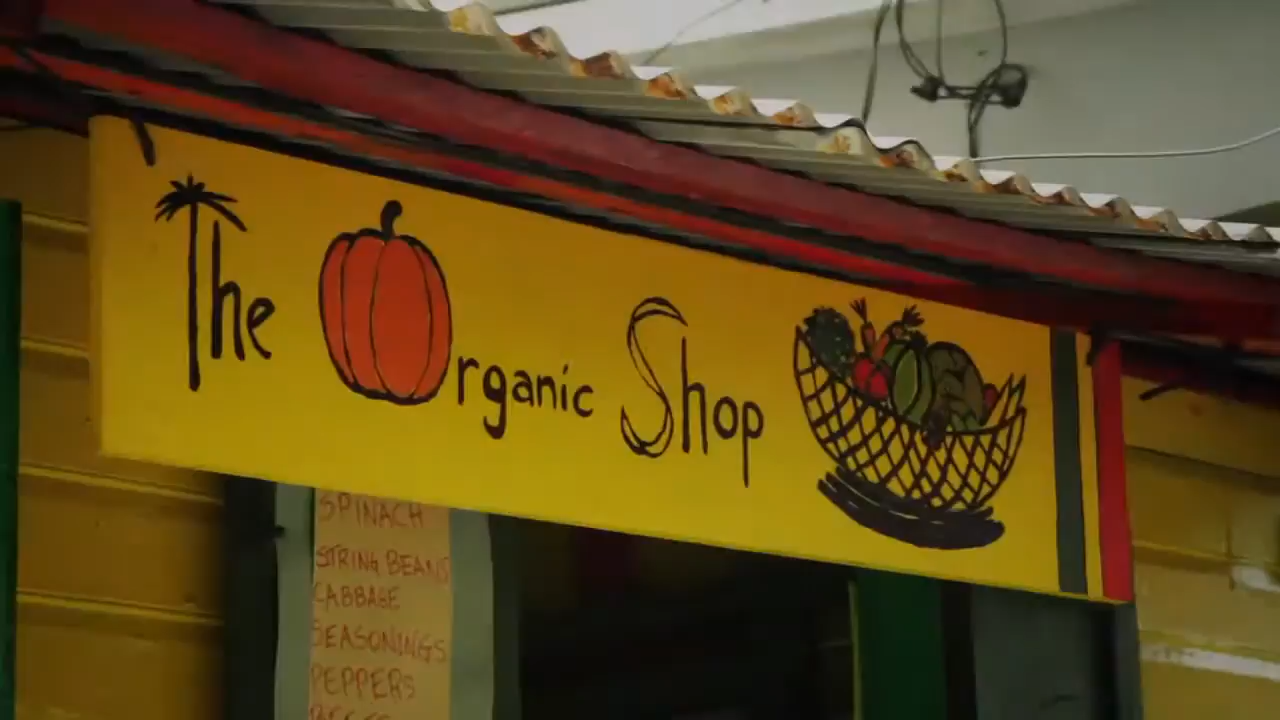 The Organic Shop
SPINACH
STRING BEANS
CABBAGE
SEASONINGS
PEPPERS